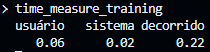 > time_measure_training
usuário sistema decorrido
0.06 0.02 0.22